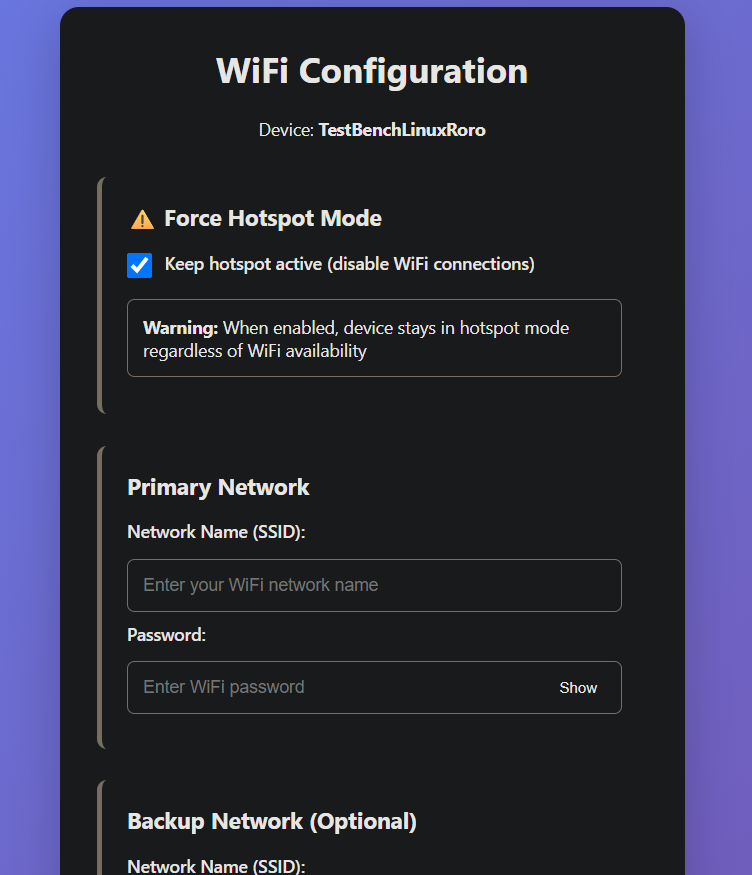 WiFi Configuration
Device: TestBenchLinuxRoro
⚠️ Force Hotspot Mode
Keep hotspot active (disable WiFi connections)
Warning: When enabled, device stays in hotspot mode
regardless of WiFi availability
Primary Network
Network Name (SSID):
Enter your WiFi network name
Password:
Enter WiFi password Show
Backup Network (Optional)
Network Name (SSID):